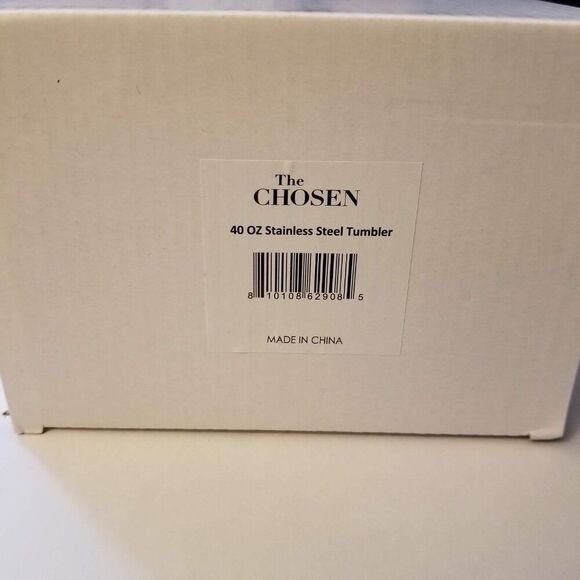 The
CHOSEN
40 OZ Stainless Steel Tumbler
8 10108 62908 5
MADE IN CHINA